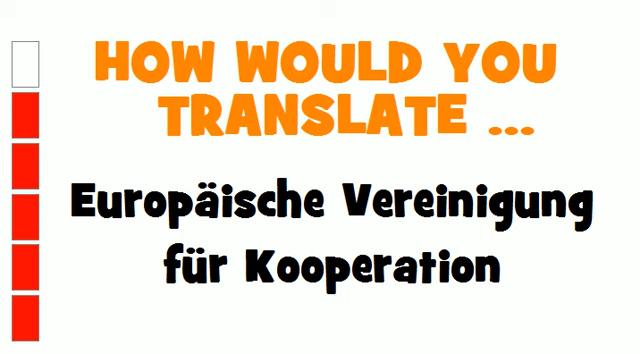 HOW WOULD YOU
TRANSLATE ...
Europäische Vereinigung
für Kooperation